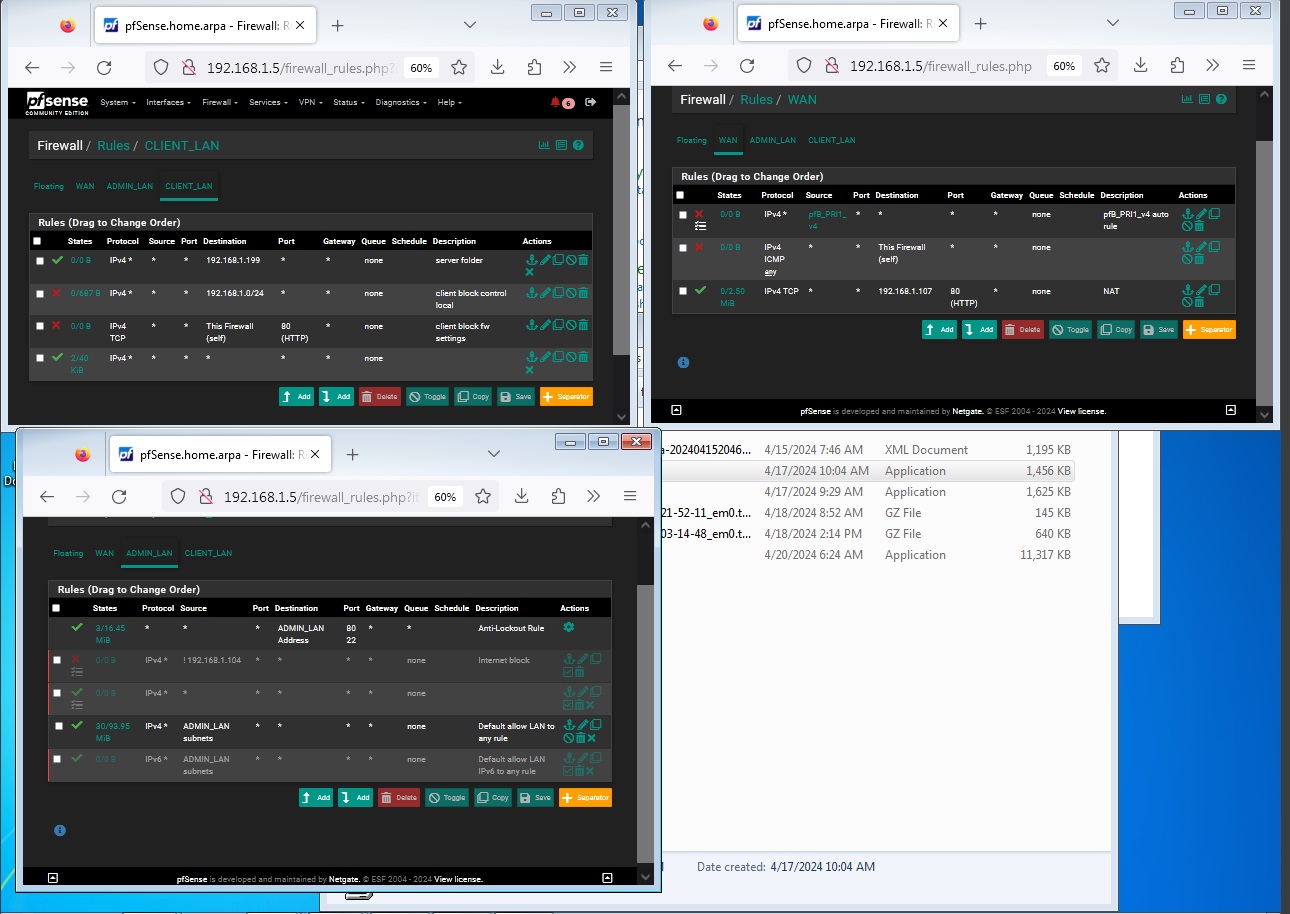 pfSense.home.arpa - Firewall: R
192.168.1.5/firewall_rules.php?
60%
pfsense
COMMUNITY EDITION
System
Interfaces
Firewall
Services
VPN
Status
Diagnostics
Help
6
Firewall / Rules / CLIENT_LAN
Floating WAN ADMIN_LAN CLIENT_LAN
Rules (Drag to Change Order)
States Protocol Source Port Destination Port Gateway Queue Schedule Description Actions
0/0 B IPv4 * * * 192.168.1.199 * * none server folder
0/687 B IPv4 * * * 192.168.1.0/24 * * none client block control
local
0/0 B IPv4 * * This Firewall 80 * none client block fw
TCP (self) (HTTP) settings
2/40 IPv4 * * * * * * none
KiB
Add Add Delete Toggle Copy Save Separator
pfSense.home.arpa - Firewall: R
192.168.1.5/firewall_rules.php
60%
Firewall / Rules / WAN
Floating WAN ADMIN_LAN CLIENT_LAN
Rules (Drag to Change Order)
States Protocol Source Port Destination Port Gateway Queue Schedule Description Actions
0/0 B IPv4 * pfB_PRI1_ * * * * none pfB_PRI1_v4 auto
v4 rule
0/0 B IPv4 * * This Firewall * * none
ICMP (self)
any
0/2.50 IPv4 TCP * * 192.168.1.107 80 * none NAT
MiB (HTTP)
Add Add Delete Toggle Copy Save Separator
pfSense is developed and maintained by Netgate. © ESF 2004 - 2024 View license.
pfSense.home.arpa - Firewall: R
192.168.1.5/firewall_rules.php?if
60%
Floating WAN ADMIN_LAN CLIENT_LAN
Rules (Drag to Change Order)
States Protocol Source Port Destination Port Gateway Queue Schedule Description Actions
3/16.45 * * * ADMIN_LAN 80 * * Anti-Lockout Rule
MiB Address 22
0/0 B IPv4 * ! 192.168.1.104 * * * * none Internet block
0/0 B IPv4 * * * * * * none
30/93.95 IPv4 * ADMIN_LAN * * * * none Default allow LAN to
MiB subnets any rule
0/0 B IPv6 * ADMIN_LAN * * * * none Default allow LAN
subnets IPv6 to any rule
Add Add Delete Toggle Copy Save Separator
pfSense is developed and maintained by Netgate. © ESF 2004 - 2024 View license.
a-202404152046... 4/15/2024 7:46 AM XML Document 1,195 KB
4/17/2024 10:04 AM Application 1,456 KB
4/17/2024 9:29 AM Application 1,625 KB
21-52-11_em0.t... 4/18/2024 8:52 AM GZ File 145 KB
03-14-48_em0.t... 4/18/2024 2:14 PM GZ File 640 KB
4/20/2024 6:24 AM Application 11,317 KB
Date created: 4/17/2024 10:04 AM